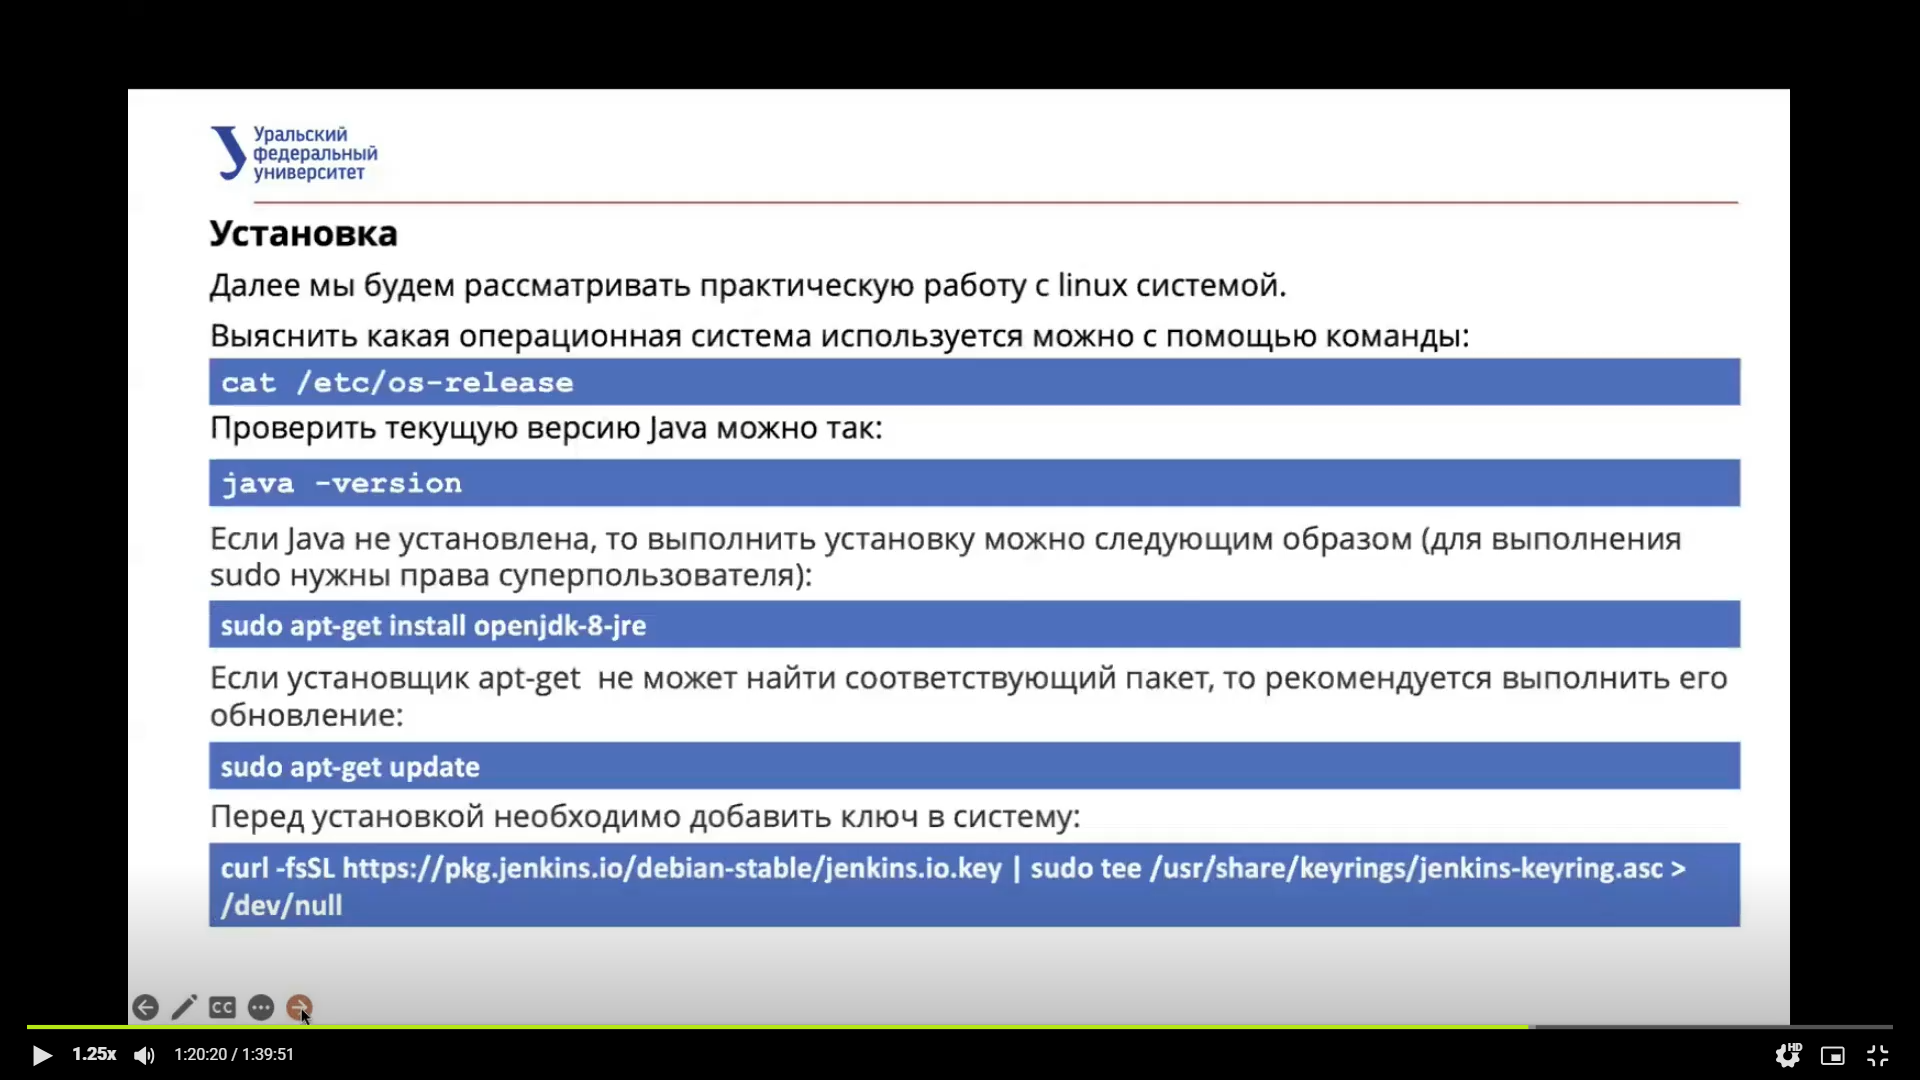 Уральский
федеральный
университет
Установка
Далее мы будем рассматривать практическую работу с linux системой.
Выяснить какая операционная система используется можно с помощью команды:
cat /etc/os-release
Проверить текущую версию Java можно так:
java -version
Если Java не установлена, то выполнить установку можно следующим образом (для выполнения
sudo нужны права суперпользователя):
sudo apt-get install openjdk-8-jre
Если установщик apt-get не может найти соответствующий пакет, то рекомендуется выполнить его
обновление:
sudo apt-get update
Перед установкой необходимо добавить ключ в систему:
curl -fsSL https://pkg.jenkins.io/debian-stable/jenkins.io.key | sudo tee /usr/share/keyrings/jenkins-keyring.asc >
/dev/null
CC
1.25x
1:20:20 / 1:39:51
HD